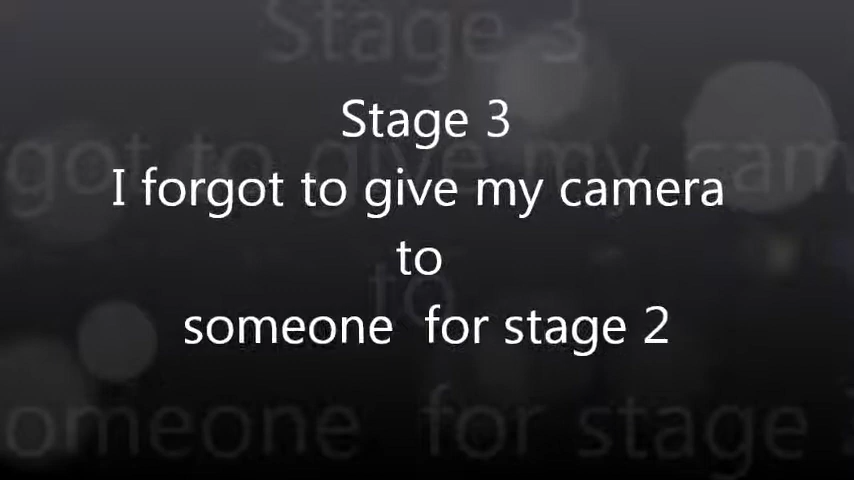 Stage 3
I forgot to give my camera
to
someone  for stage 2